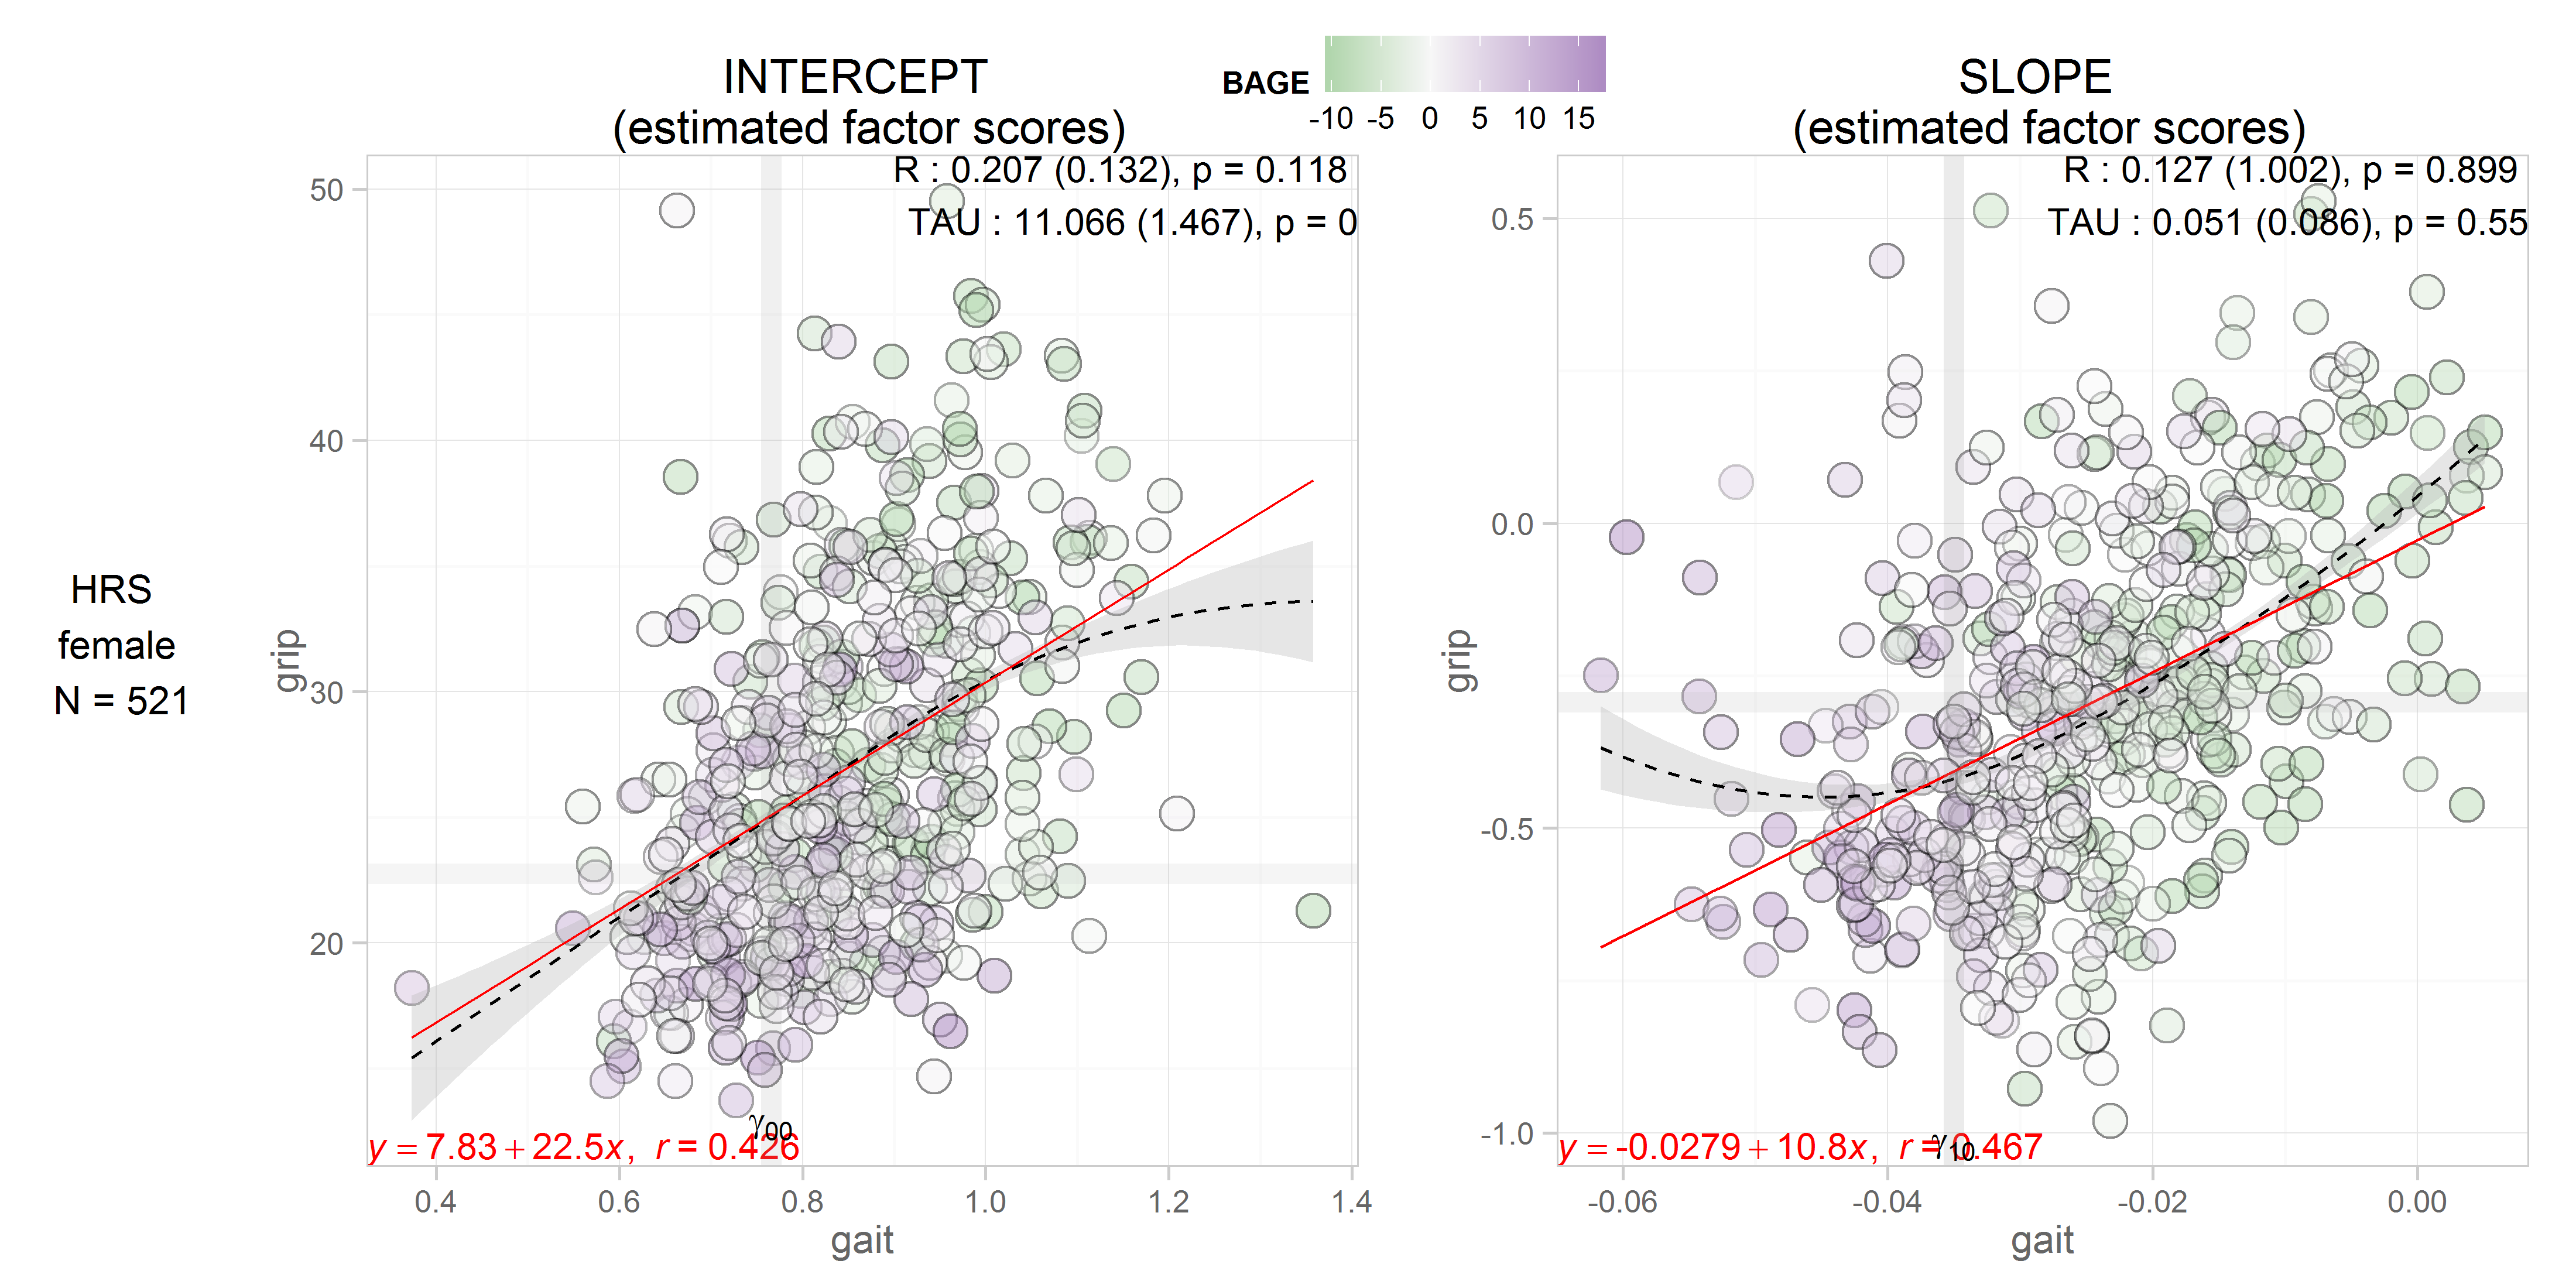 BAGE
-10 -5 0 5 10 15
INTERCEPT
(estimated factor scores)
SLOPE
(estimated factor scores)
HRS
female
N = 521
R : 0.207 (0.132), p = 0.118
TAU : 11.066 (1.467), p = 0
50
40
30
20
grip
γ00
y = 7.83 + 22.5x, r = 0.426
0.4 0.6 0.8 1.0 1.2 1.4
gait
R : 0.127 (1.002), p = 0.899
TAU : 0.051 (0.086), p = 0.55
0.5
0.0
-0.5
-1.0
grip
γ10
y = -0.0279 + 10.8x, r = 0.467
-0.06 -0.04 -0.02 0.00
gait